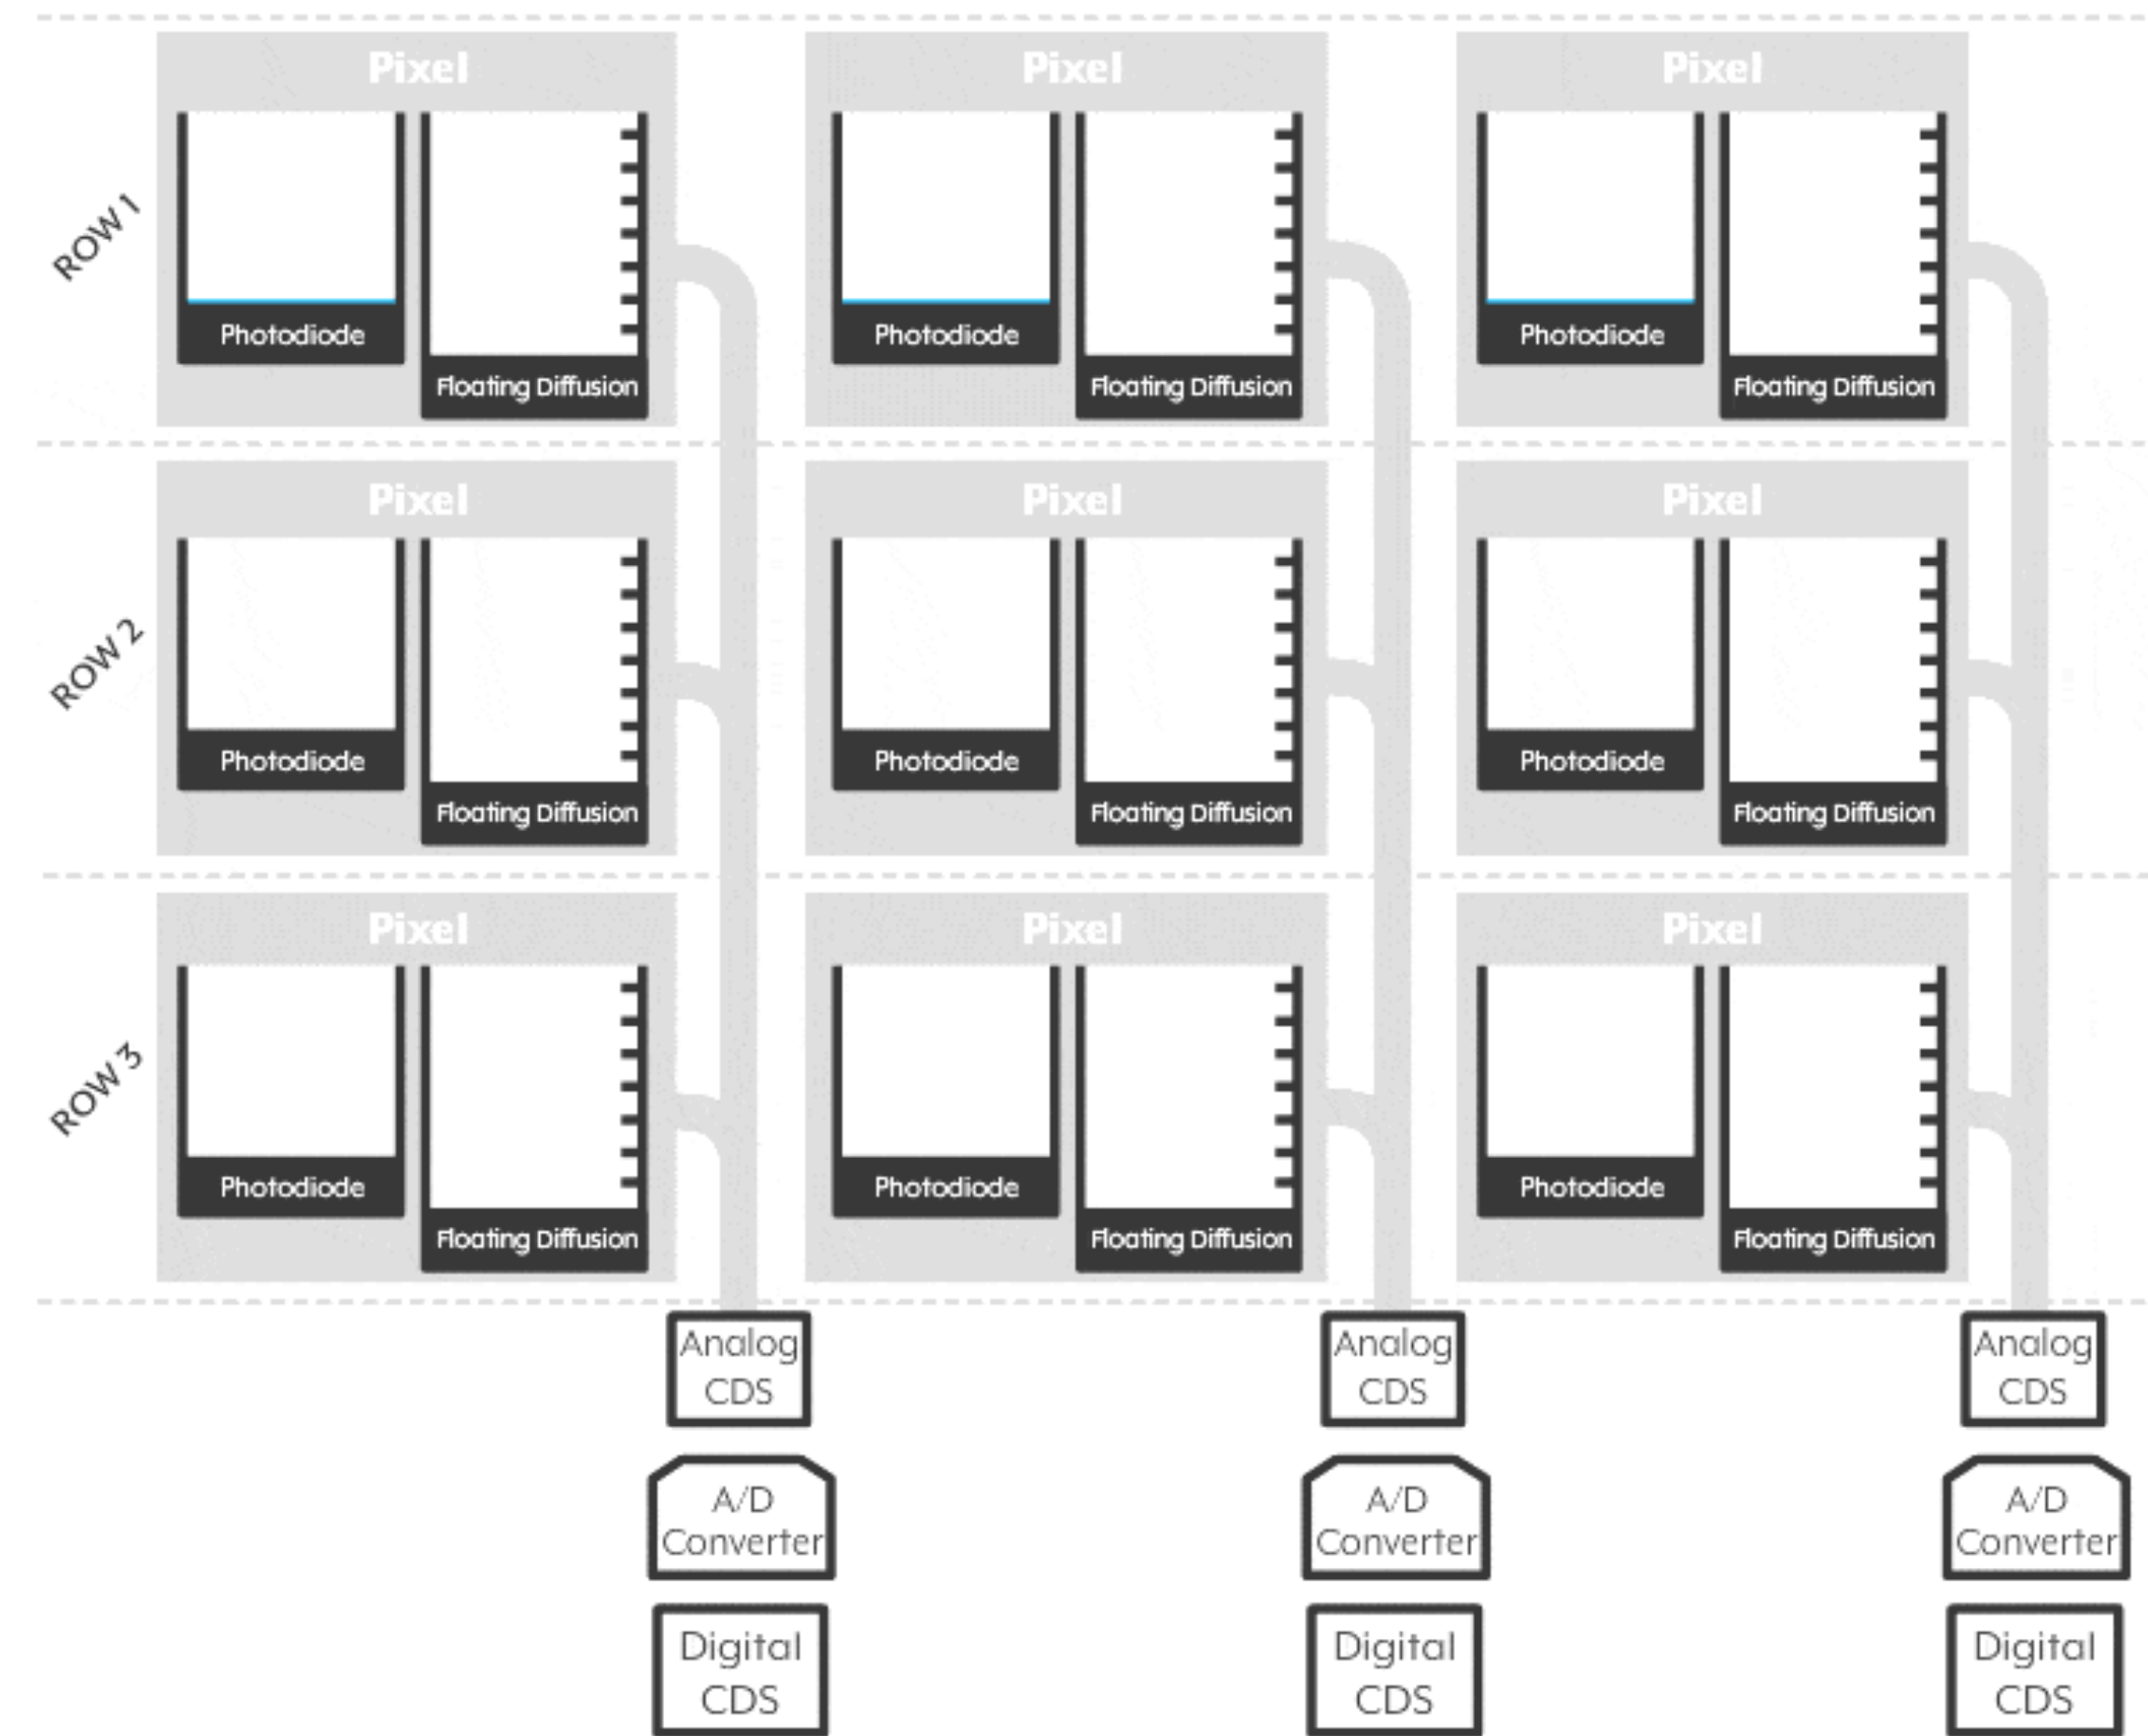 Pixel Pixel Pixel
ROW 1
Photodiode Photodiode Photodiode
Floating Diffusion Floating Diffusion Floating Diffusion
Pixel Pixel Pixel
ROW 2
Photodiode Photodiode Photodiode
Floating Diffusion Floating Diffusion Floating Diffusion
Pixel Pixel Pixel
ROW 3
Photodiode Photodiode Photodiode
Floating Diffusion Floating Diffusion Floating Diffusion
Analog Analog Analog
CDS CDS CDS
A/D A/D A/D
Converter Converter Converter
Digital Digital Digital
CDS CDS CDS